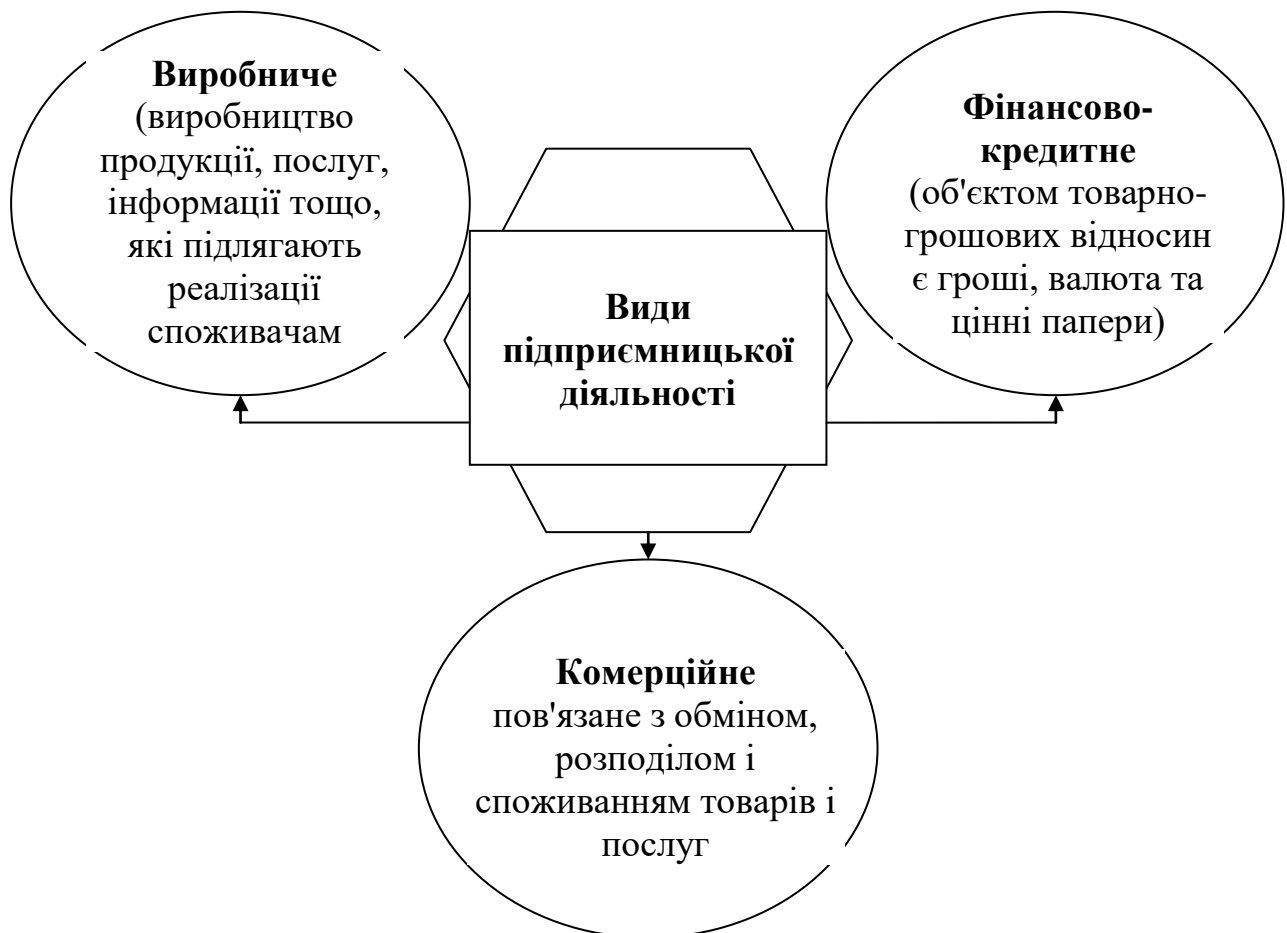 Виробниче
(виробництво
продукції, послуг,
інформації тощо,
які підлягають
реалізації
споживачам
Фінансово-
кредитне
(об'єктом товарно-
грошових відносин
є гроші, валюта та
цінні папери)
Види
підприємницької
діяльності
Комерційне
пов'язане з обміном,
розподілом і
споживанням товарів і
послуг